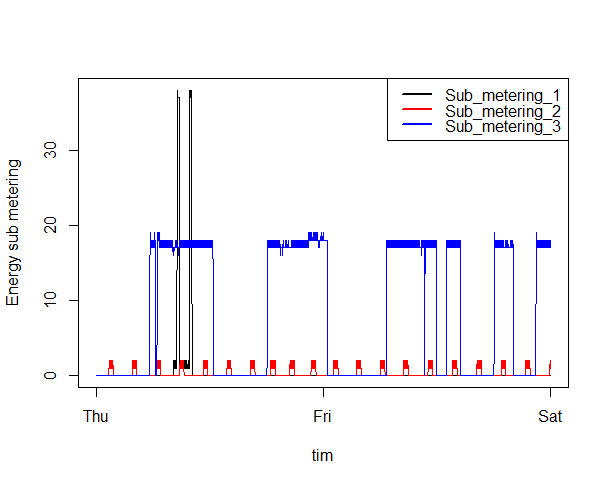 Sub_metering_1
Sub_metering_2
Sub_metering_3
Energy sub metering
30
20
10
0
Thu Fri Sat
tim